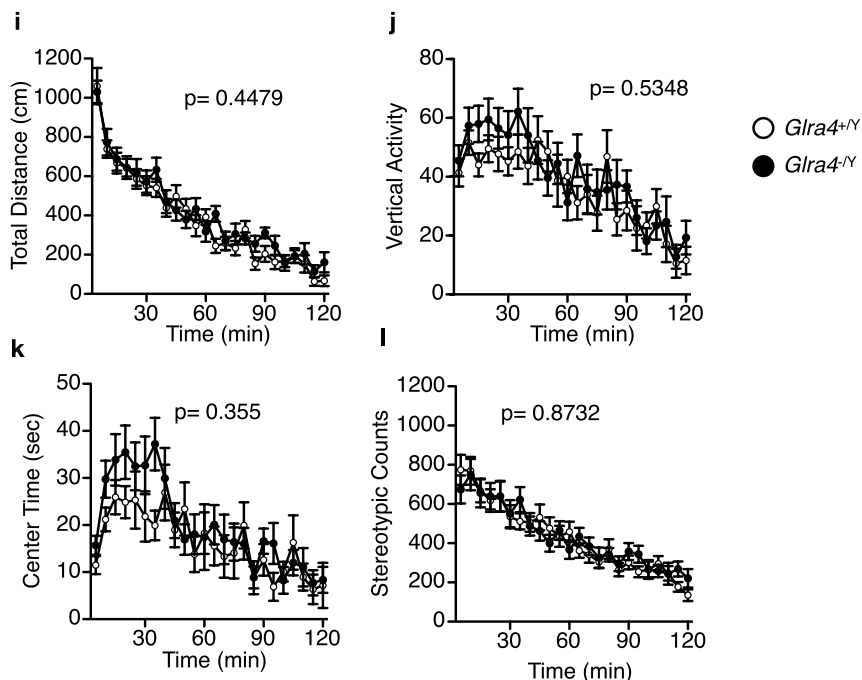 i
1200
1000
800
600
400
200
0
Total Distance (cm)
p= 0.4479
30 60 90 120
Time (min)
j
80
60
40
20
0
Vertical Activity
p= 0.5348
30 60 90 120
Time (min)
Glra4+/Y
Glra4-/Y
k
50
40
30
20
10
0
Center Time (sec)
p= 0.355
30 60 90 120
Time (min)
l
1200
1000
800
600
400
200
0
Stereotypic Counts
p= 0.8732
30 60 90 120
Time (min)